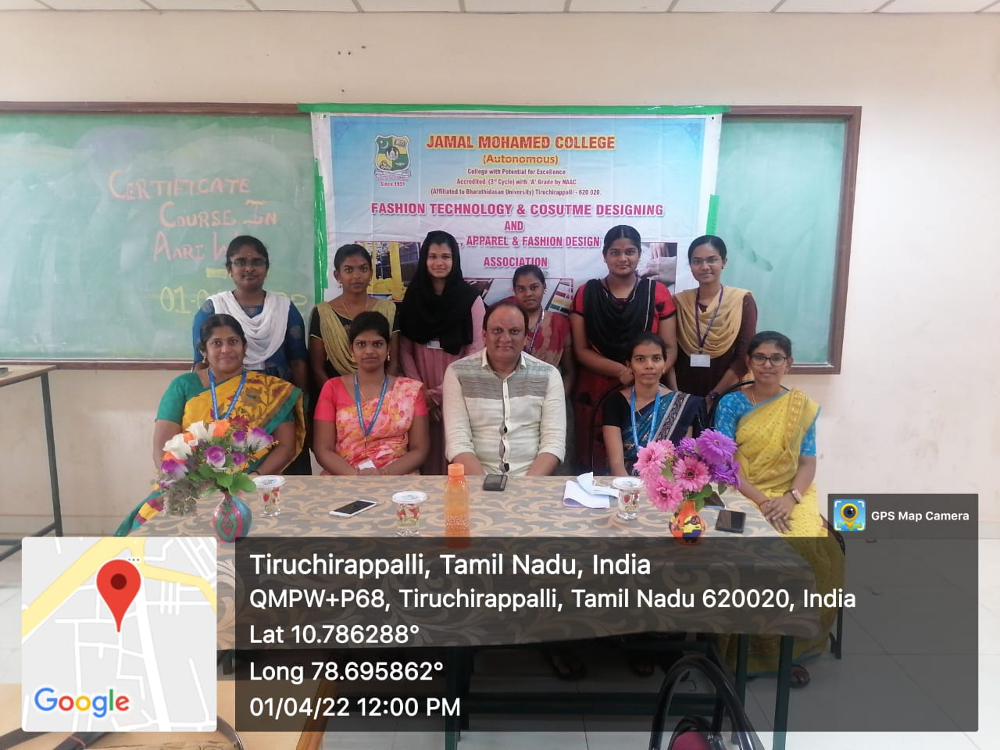 CERTIFICATE
COURSE IN
AARI
01:0
JAMAL MOHAMED COLLEGE
(Autonomous)
College with Potential for Excellence
Accredited (3rd Cycle) with 'A' Grade by NAAC
(Affiliated to Bharathidasan University) Tiruchirappalli - 620 020.
Since 1951
FASHION TECHNOLOGY & COSUTME DESIGNING
AND
, APPAREL & FASHION DESIGN
ASSOCIATION
GPS Map Camera
Google
Tiruchirappalli, Tamil Nadu, India
QMPW+P68, Tiruchirappalli, Tamil Nadu 620020, India
Lat 10.786288°
Long 78.695862°
01/04/22 12:00 PM